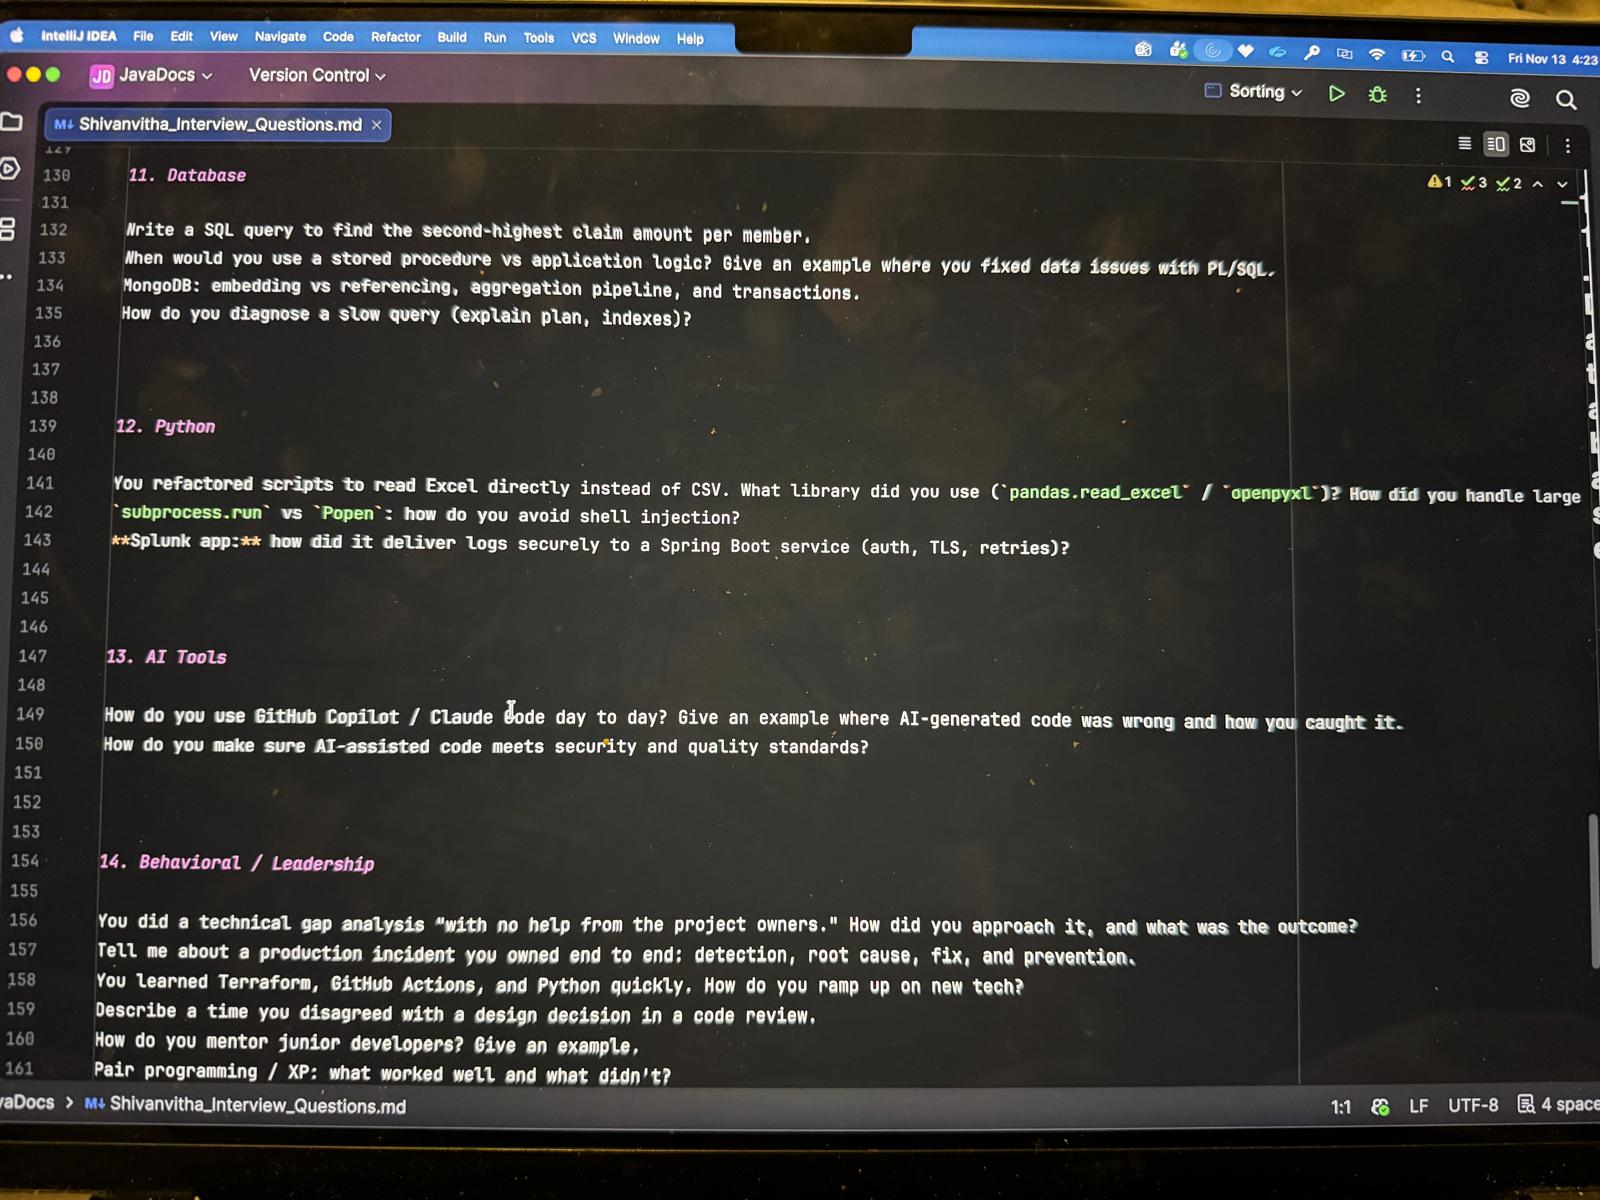 IntelliJ IDEA File Edit View Navigate Code Refactor Build Run Tools VCS Window Help Fri Nov 13 4:23
JD JavaDocs Version Control Sorting
M↓ Shivanvitha_Interview_Questions.md ×
129
130 11. Database
1 3 2
131
132 Write a SQL query to find the second-highest claim amount per member.
133 When would you use a stored procedure vs application logic? Give an example where you fixed data issues with PL/SQL.
134 MongoDB: embedding vs referencing, aggregation pipeline, and transactions.
135 How do you diagnose a slow query (explain plan, indexes)?
136
137
138
139 12. Python
140
141 You refactored scripts to read Excel directly instead of CSV. What library did you use (`pandas.read_excel` / `openpyxl`)? How did you handle large
142 `subprocess.run` vs `Popen`: how do you avoid shell injection?
143 **Splunk app:** how did it deliver logs securely to a Spring Boot service (auth, TLS, retries)?
144
145
146
147 13. AI Tools
148
149 How do you use GitHub Copilot / Claude Code day to day? Give an example where AI-generated code was wrong and how you caught it.
150 How do you make sure AI-assisted code meets security and quality standards?
151
152
153
154 14. Behavioral / Leadership
155
156 You did a technical gap analysis "with no help from the project owners." How did you approach it, and what was the outcome?
157 Tell me about a production incident you owned end to end: detection, root cause, fix, and prevention.
158 You learned Terraform, GitHub Actions, and Python quickly. How do you ramp up on new tech?
159 Describe a time you disagreed with a design decision in a code review.
160 How do you mentor junior developers? Give an example.
161 Pair programming / XP: what worked well and what didn't?
vaDocs > M↓ Shivanvitha_Interview_Questions.md 1:1 LF UTF-8 4 space